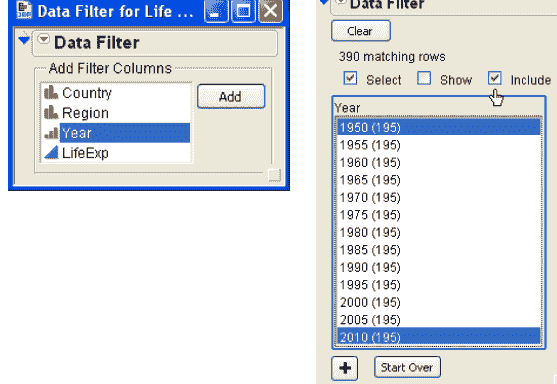 Data Filter for Life ...
Data Filter
Add Filter Columns
Country
Region
Year
LifeExp
Add
Data Filter
Clear
390 matching rows
Select Show Include
Year
1950 (195)
1955 (195)
1960 (195)
1965 (195)
1970 (195)
1975 (195)
1980 (195)
1985 (195)
1990 (195)
1995 (195)
2000 (195)
2005 (195)
2010 (195)
+ Start Over